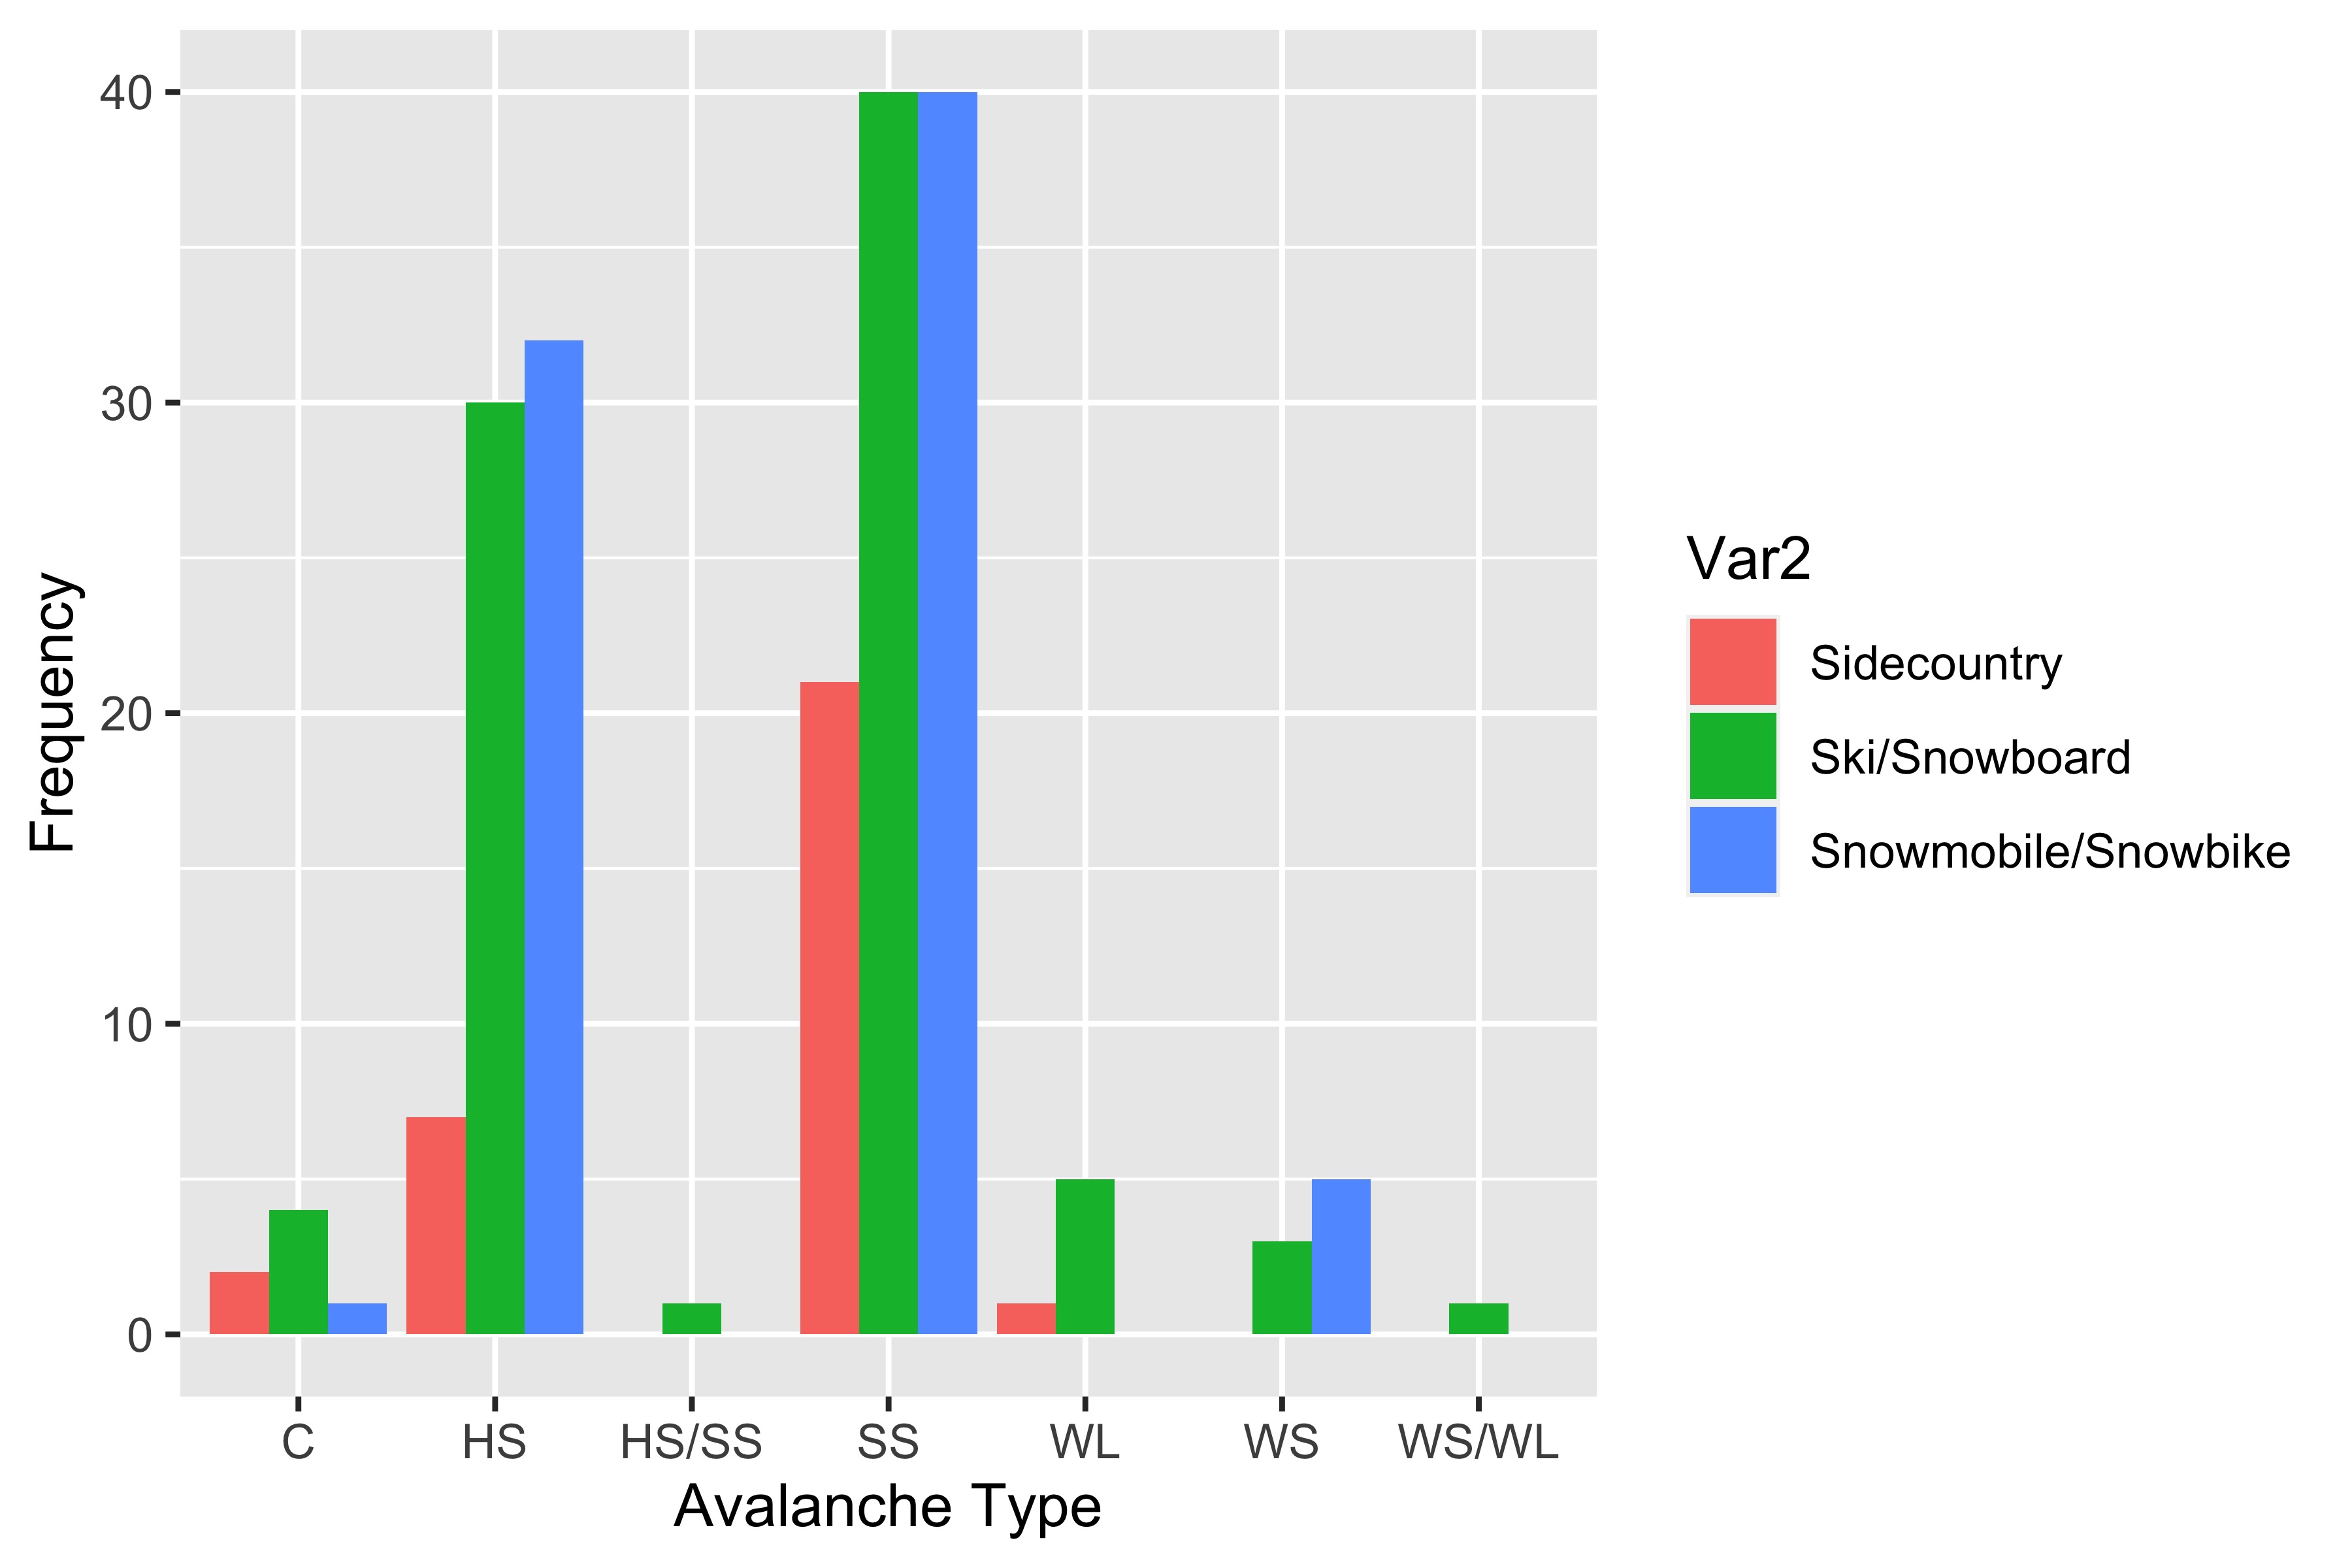 40
30
20
10
0
Frequency
C HS HS/SS SS WL WS WS/WL
Avalanche Type
Var2
Sidecountry
Ski/Snowboard
Snowmobile/Snowbike